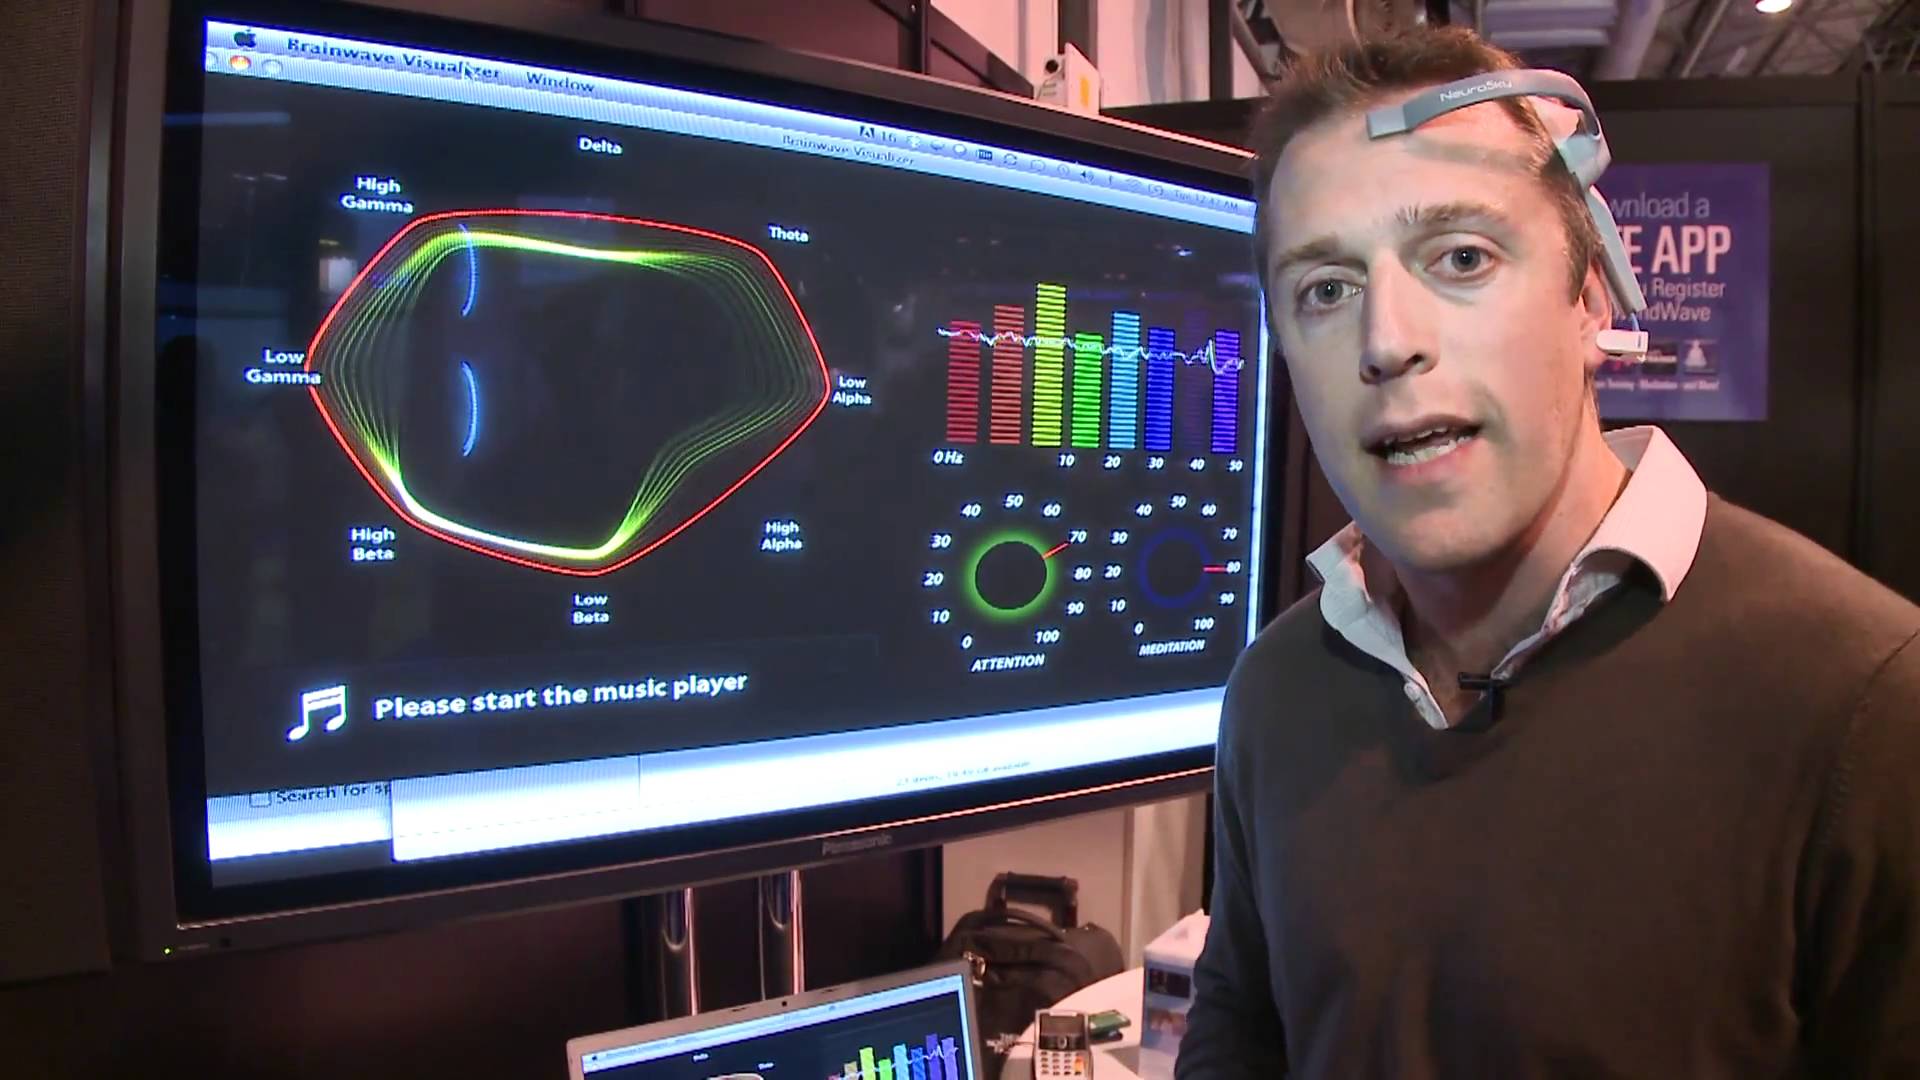 Brainwave Visualizer Window
Brainwave Visualizer
Delta
High
Gamma
Theta
Low
Gamma
Low
Alpha
High
Beta
High
Alpha
Low
Beta
0 Hz 10 20 30 40 50
0 10 20 30 40 50 60 70 80 90 100
ATTENTION
0 10 20 30 40 50 60 70 80 90 100
MEDITATION
Please start the music player
Search for
Panasonic
NeuroSky
a
APP
Register